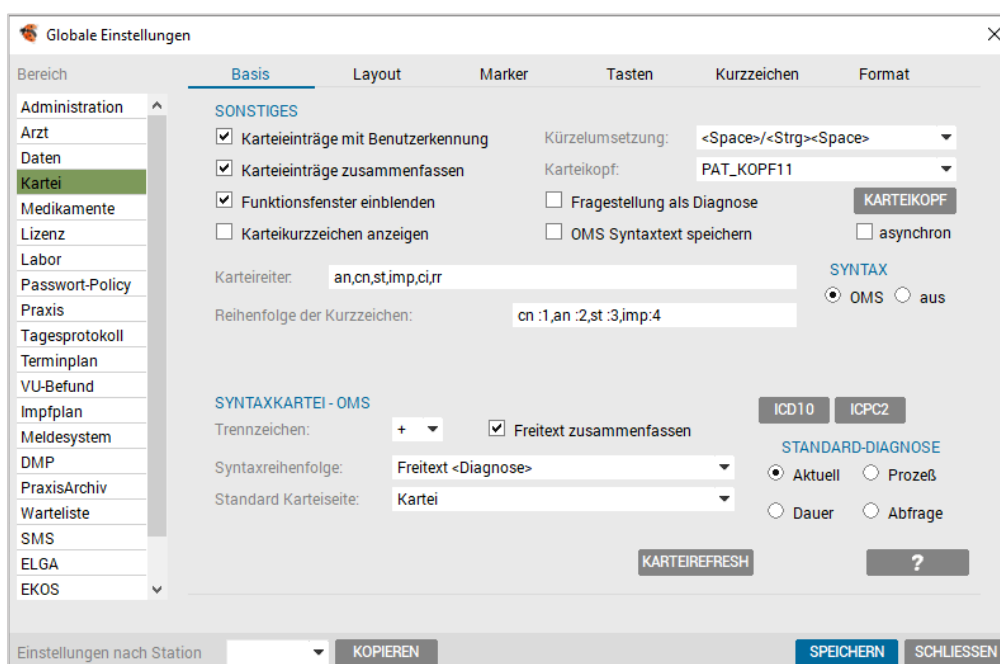 Globale Einstellungen
Bereich
Basis Layout Marker Tasten Kurzzeichen Format
Administration
Arzt
Daten
Kartei
Medikamente
Lizenz
Labor
Passwort-Policy
Praxis
Tagesprotokoll
Terminplan
VU-Befund
Impfplan
Meldesystem
DMP
PraxisArchiv
Warteliste
SMS
ELGA
EKOS
SONSTIGES
Karteieinträge mit Benutzerkennung Kürzelumsetzung: <Space>/<Strg><Space>
Karteieinträge zusammenfassen Karteikopf: PAT_KOPF11
Funktionsfenster einblenden Fragestellung als Diagnose KARTEIKOPF
Karteikurzzeichen anzeigen OMS Syntaxtext speichern asynchron
Karteireiter: an,cn,st,imp,ci,rr SYNTAX
OMS aus
Reihenfolge der Kurzzeichen: cn :1,an :2,st :3,imp:4
SYNTAXKARTEI - OMS ICD10 ICPC2
Trennzeichen: + Freitext zusammenfassen
STANDARD-DIAGNOSE
Syntaxreihenfolge: Freitext <Diagnose> Aktuell Prozeß
Standard Karteiseite: Kartei
Dauer Abfrage
KARTEIREFRESH ?
Einstellungen nach Station KOPIEREN SPEICHERN SCHLIESSEN